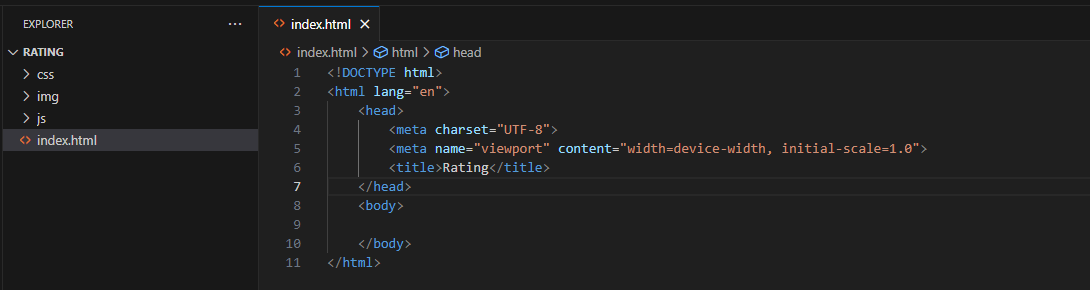 EXPLORER ...
RATING
css
img
js
index.html
index.html
index.html > html > head
1 <!DOCTYPE html>
2 <html lang="en">
3 <head>
4 <meta charset="UTF-8">
5 <meta name="viewport" content="width=device-width, initial-scale=1.0">
6 <title>Rating</title>
7 </head>
8 <body>
9
10 </body>
11 </html>